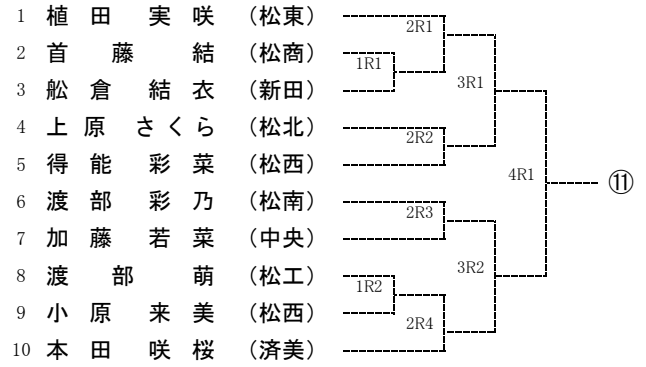 1 植田 実咲 (松東)
2R1
2 首藤 結 (松商)
1R1
3 舩倉 結衣 (新田)
3R1
4 上原 さくら (松北)
2R2
5 得能 彩菜 (松西)
4R1
⑪
6 渡部 彩乃 (松南)
2R3
7 加藤 若菜 (中央)
3R2
8 渡部 萌 (松工)
1R2
9 小原 来美 (松西)
2R4
10 本田 咲桜 (済美)